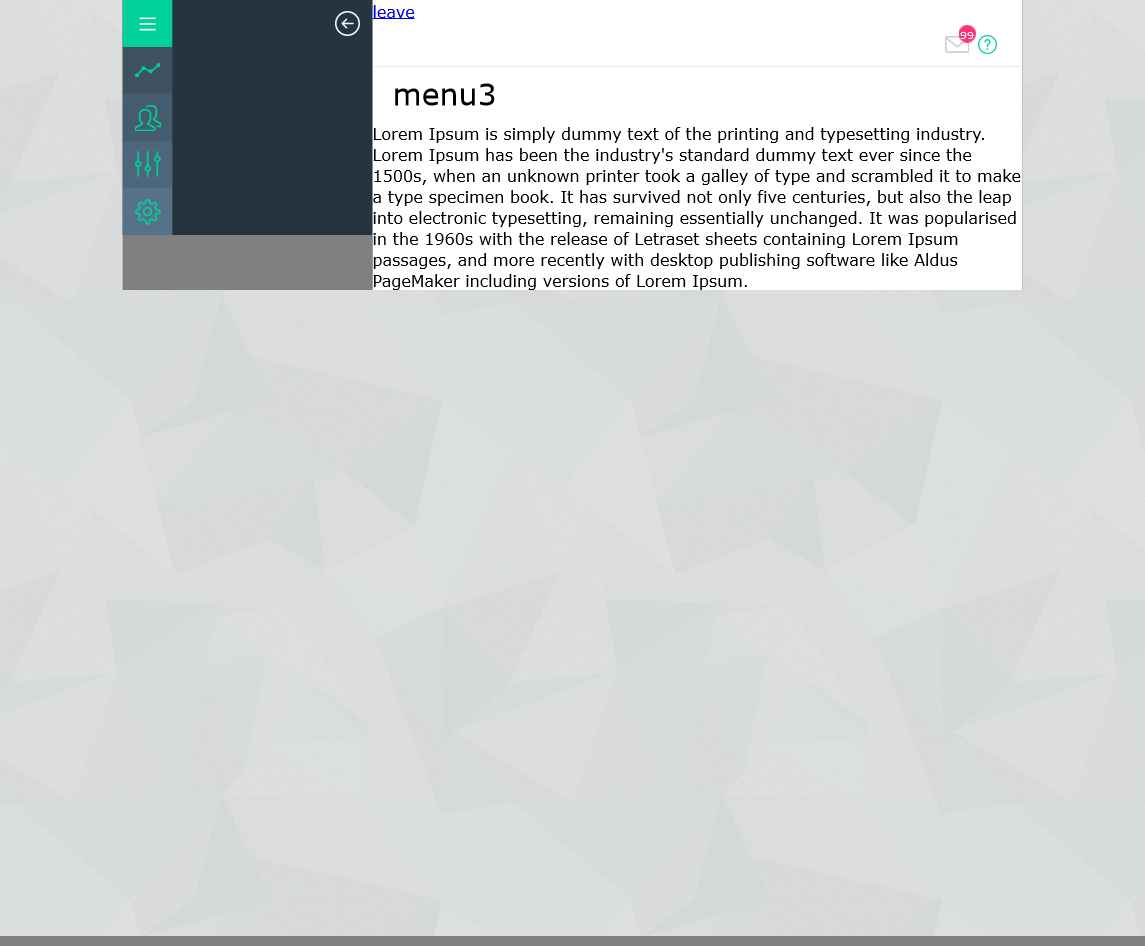 leave
99
menu3
Lorem Ipsum is simply dummy text of the printing and typesetting industry.
Lorem Ipsum has been the industry's standard dummy text ever since the
1500s, when an unknown printer took a galley of type and scrambled it to make
a type specimen book. It has survived not only five centuries, but also the leap
into electronic typesetting, remaining essentially unchanged. It was popularised
in the 1960s with the release of Letraset sheets containing Lorem Ipsum
passages, and more recently with desktop publishing software like Aldus
PageMaker including versions of Lorem Ipsum.